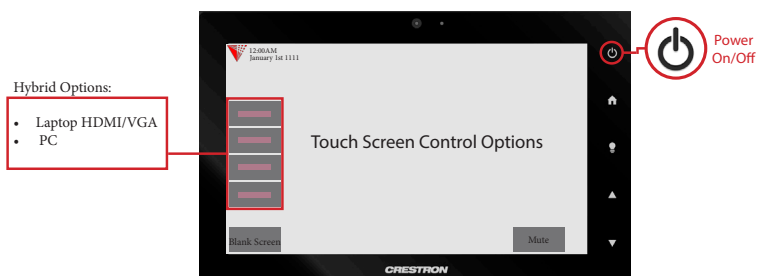 12:00AM
January 1st 1111
Power
On/Off
Hybrid Options:
• Laptop HDMI/VGA
• PC
Touch Screen Control Options
Blank Screen
Mute
CRESTRON